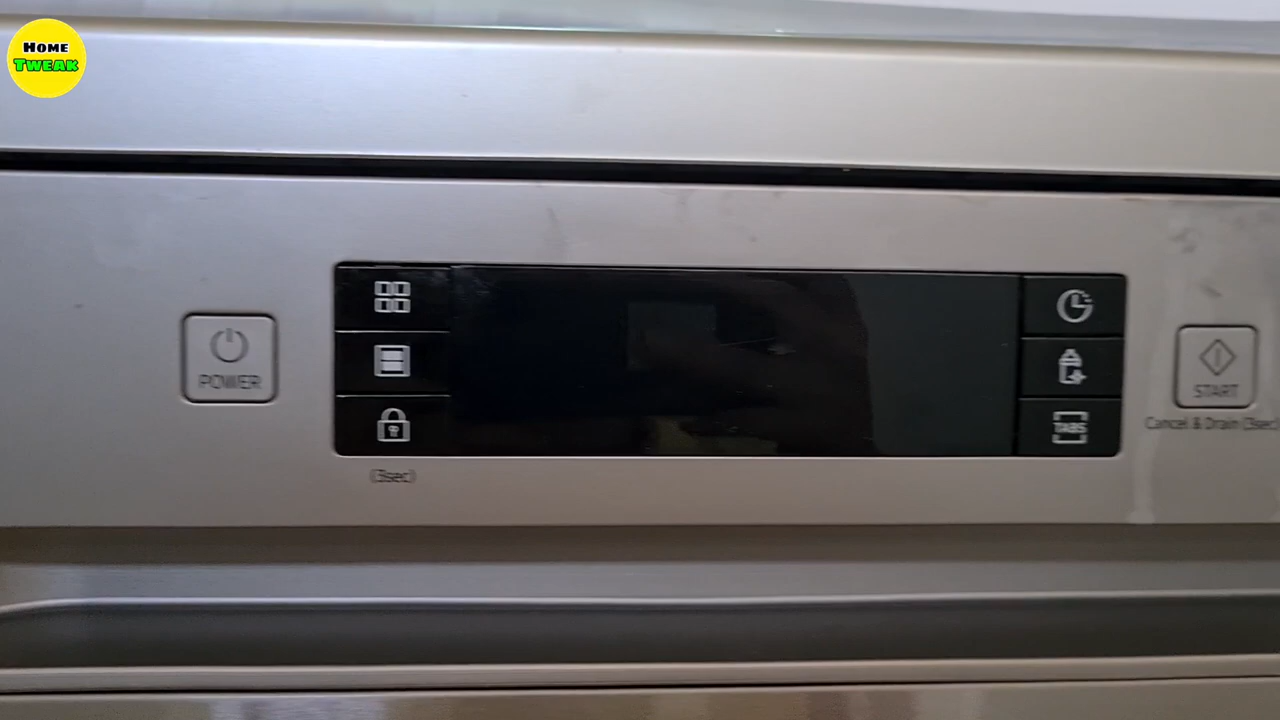 HOME
TWEAK
POWER
(3sec)
TABS
START
Cancel & Drain (3sec)